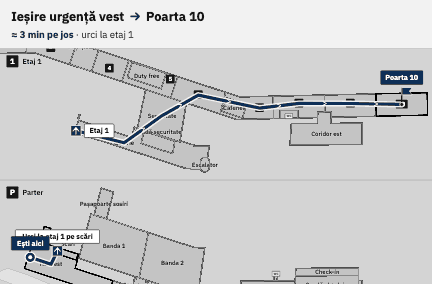 Ieșire urgență vest → Poarta 10
≈ 3 min pe jos · urci la etaj 1
1 Etaj 1
4
Duty free
5
Poarta 10
Cafenea
Etaj 1
Coridor est
Escalator
P Parter
Pașapoarte sosiri
Urci la etaj 1 pe scări
Ești aici
Banda 1
Banda 2
Check-in